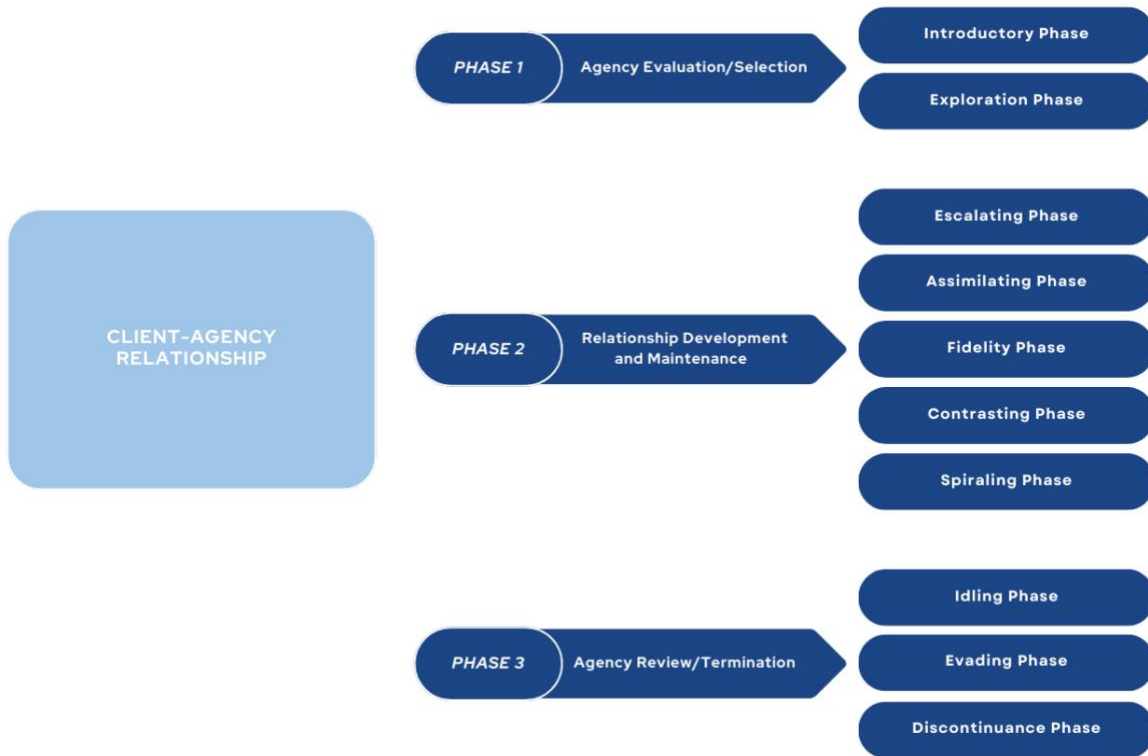 CLIENT-AGENCY
RELATIONSHIP
PHASE 1
Agency Evaluation/Selection
Introductory Phase
Exploration Phase
PHASE 2
Relationship Development
and Maintenance
Escalating Phase
Assimilating Phase
Fidelity Phase
Contrasting Phase
Spiraling Phase
PHASE 3
Agency Review/Termination
Idling Phase
Evading Phase
Discontinuance Phase